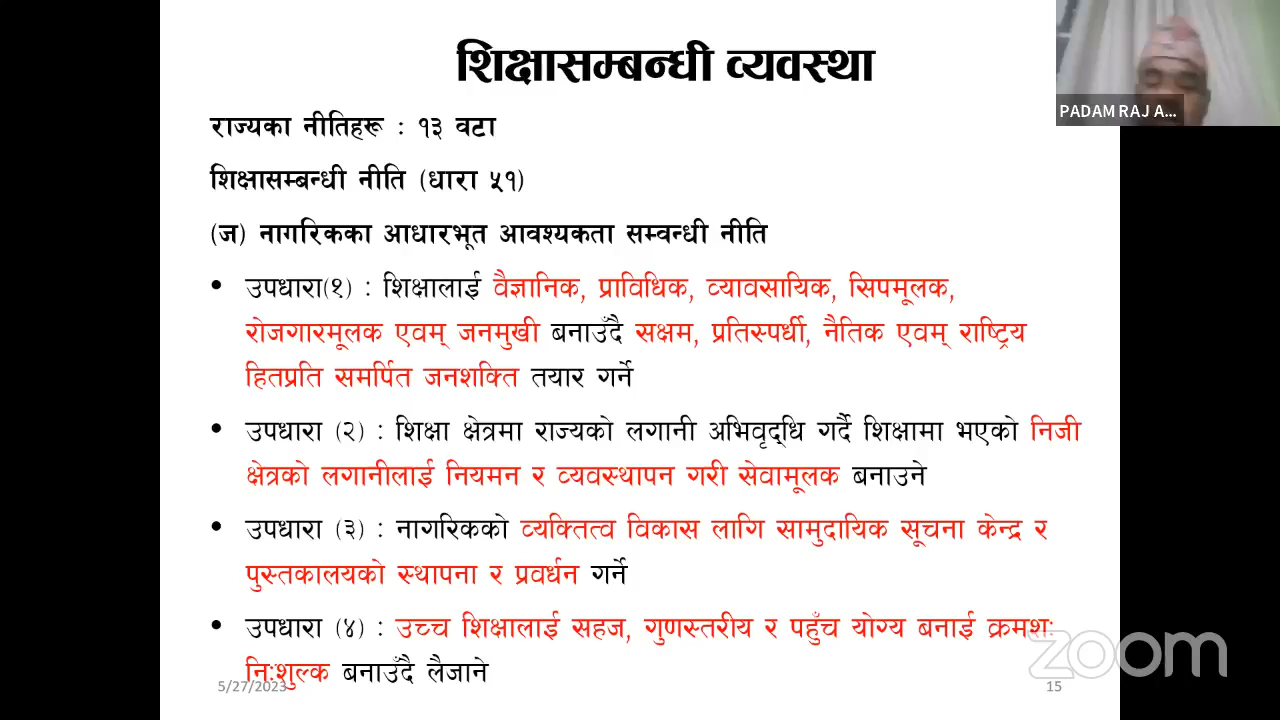 शिक्षासम्बन्धी व्यवस्था
PADAM RAJ A...
राज्यका नीतिहरू : १३ वटा
शिक्षासम्बन्धी नीति (धारा ५१)
(ज) नागरिकका आधारभूत आवश्यकता सम्वन्धी नीति
• उपधारा(१) : शिक्षालाई वैज्ञानिक, प्राविधिक, व्यावसायिक, सिपमूलक,
रोजगारमूलक एवम् जनमुखी बनाउँदै सक्षम, प्रतिस्पर्धी, नैतिक एवम् राष्ट्रिय
हितप्रति समर्पित जनशक्ति तयार गर्ने
• उपधारा (२) : शिक्षा क्षेत्रमा राज्यको लगानी अभिवृद्धि गर्दै शिक्षामा भएको निजी
क्षेत्रको लगानीलाई नियमन र व्यवस्थापन गरी सेवामूलक बनाउने
• उपधारा (३) : नागरिकको व्यक्तित्व विकास लागि सामुदायिक सूचना केन्द्र र
पुस्तकालयको स्थापना र प्रवर्धन गर्ने
• उपधारा (४) : उच्च शिक्षालाई सहज, गुणस्तरीय र पहुँच योग्य बनाई क्रमशः
निःशुल्क बनाउँदै लैजाने
zoom
5/27/2023
15